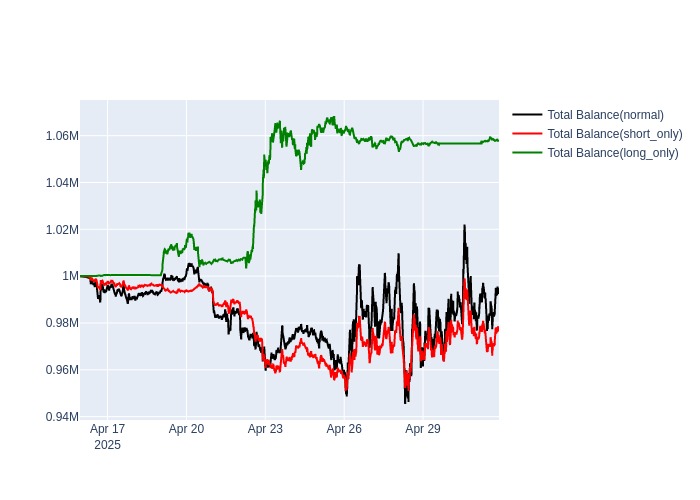 Total Balance(normal)
Total Balance(short_only)
Total Balance(long_only)
1.06M
1.04M
1.02M
1M
0.98M
0.96M
0.94M
Apr 17
2025
Apr 20
Apr 23
Apr 26
Apr 29